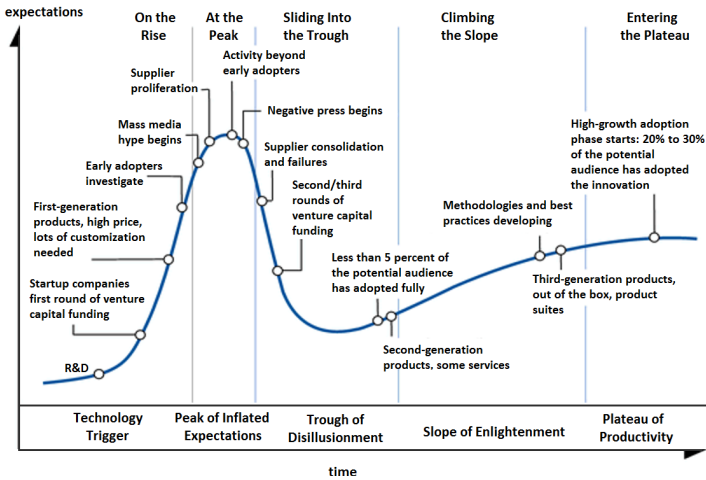 expectations
On the
Rise
At the
Peak
Sliding Into
the Trough
Climbing
the Slope
Entering
the Plateau
Activity beyond
early adopters
Supplier
proliferation
Negative press begins
Mass media
hype begins
Supplier consolidation
and failures
High-growth adoption
phase starts: 20% to 30%
of the potential
audience has adopted
the innovation
Early adopters
investigate
Second/third
rounds of
venture capital
funding
First-generation
products, high price,
lots of customization
needed
Methodologies and best
practices developing
Less than 5 percent of
the potential audience
has adopted fully
Startup companies
first round of venture
capital funding
Third-generation products,
out of the box, product
suites
Second-generation
products, some services
R&D
Technology
Trigger
Peak of Inflated
Expectations
Trough of
Disillusionment
Slope of Enlightenment
Plateau of
Productivity
time